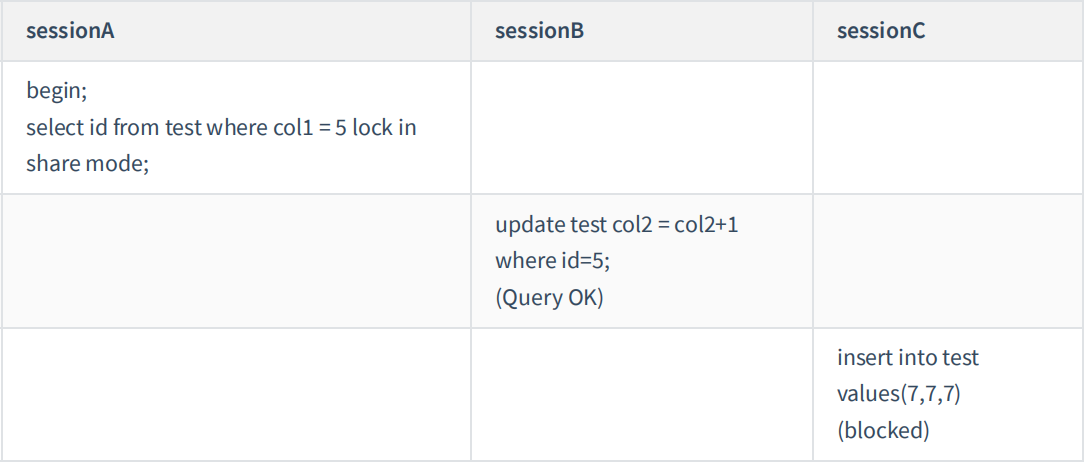 sessionA sessionB sessionC
begin;
select id from test where col1 = 5 lock in
share mode;
update test col2 = col2+1
where id=5;
(Query OK)
insert into test
values(7,7,7)
(blocked)